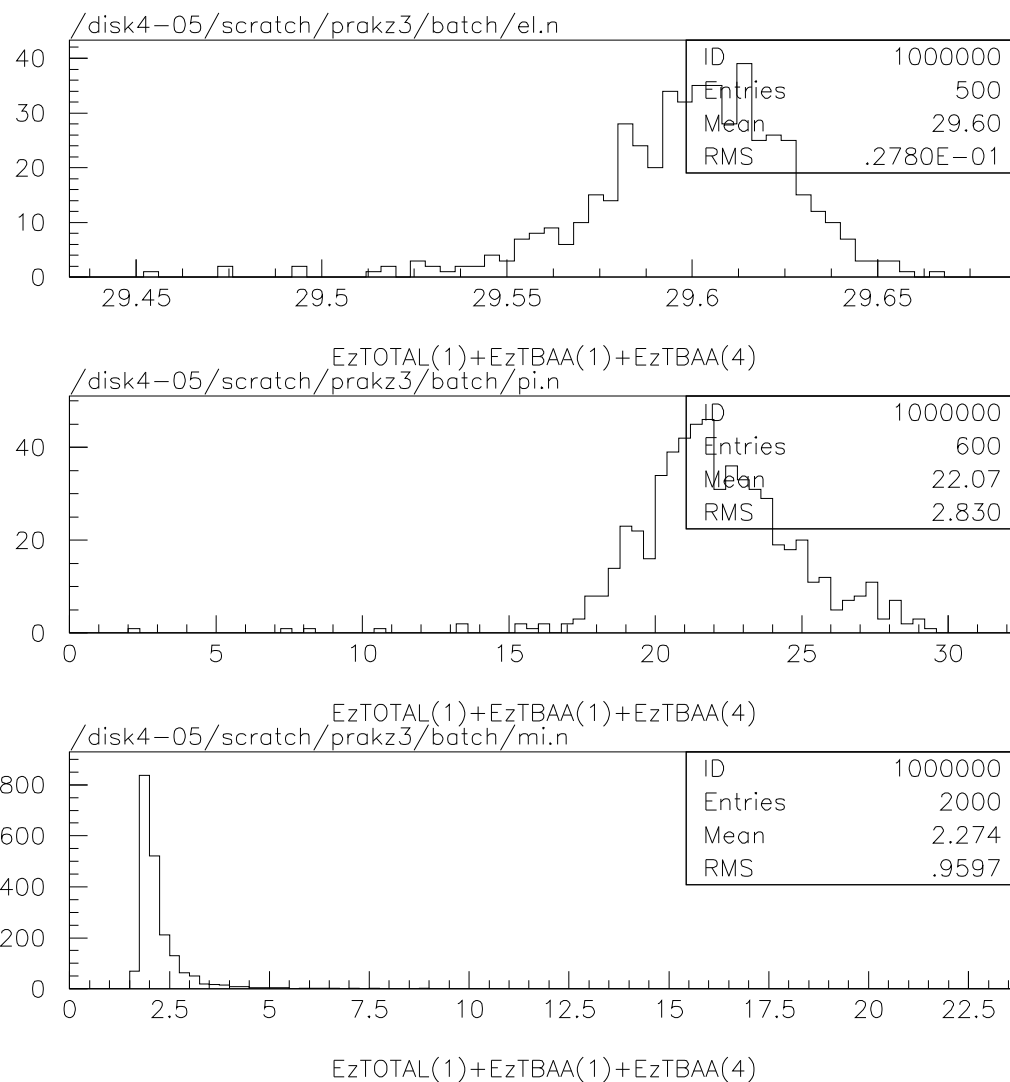 /disk4-05/scratch/prakz3/batch/el.n
ID 1000000
Entries 500
Mean 29.60
RMS .2780E-01
40
30
20
10
0
29.45 29.5 29.55 29.6 29.65
EzTOTAL(1)+EzTBAA(1)+EzTBAA(4)
/disk4-05/scratch/prakz3/batch/pi.n
ID 1000000
Entries 600
Mean 22.07
RMS 2.830
40
20
0
0 5 10 15 20 25 30
EzTOTAL(1)+EzTBAA(1)+EzTBAA(4)
/disk4-05/scratch/prakz3/batch/mi.n
ID 1000000
Entries 2000
Mean 2.274
RMS .9597
800
600
400
200
0
0 2.5 5 7.5 10 12.5 15 17.5 20 22.5
EzTOTAL(1)+EzTBAA(1)+EzTBAA(4)